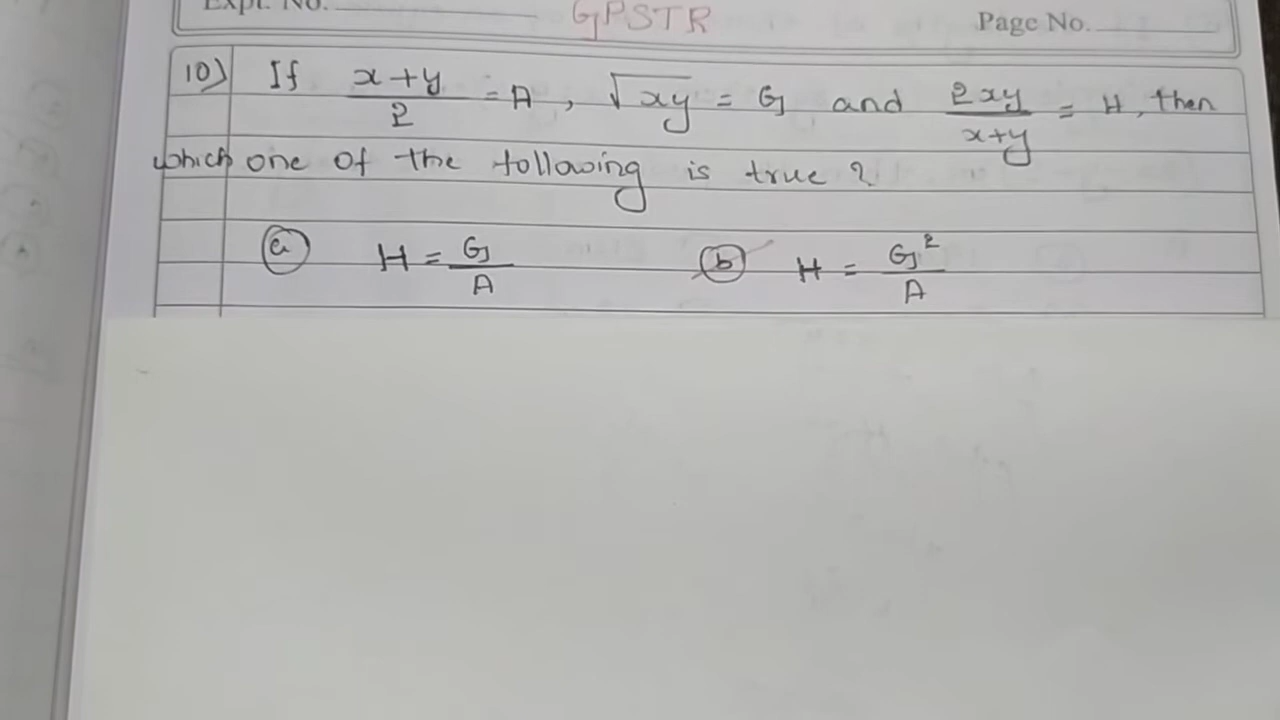 Expt. No.
GPSTR
Page No.
10) If x+y/2 = A, √xy = G and 2xy/x+y = H, then
which one of the following is true ?
(a) H = G/A (b) H = G²/A